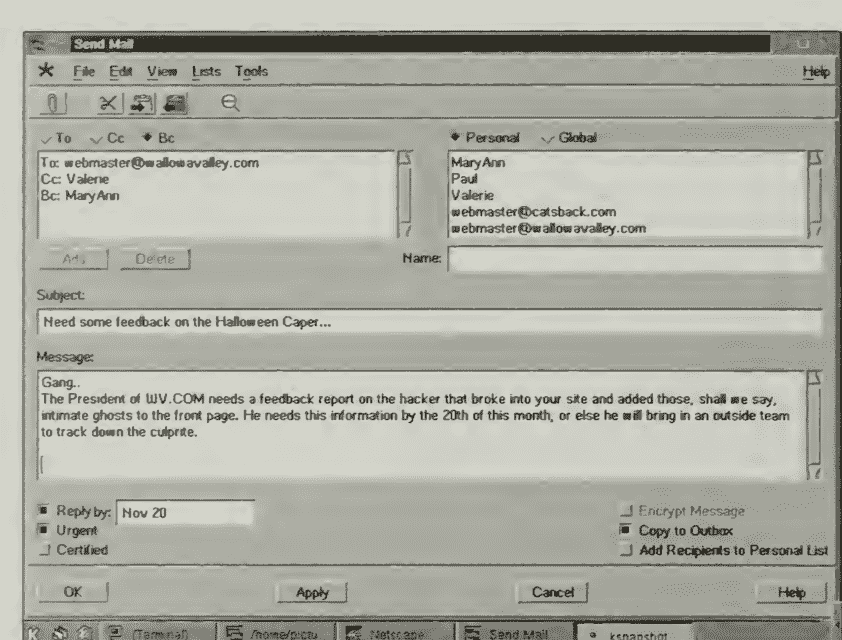 Send Mail
File Edit View Lists Tools Help
To Cc Bc
Personal Global
To: webmaster@wallowavalley.com
Cc: Valerie
Bc: MaryAnn
MaryAnn
Paul
Valerie
webmaster@catsback.com
webmaster@wallowavalley.com
Add Delete
Name:
Subject:
Need some feedback on the Halloween Caper...
Message:
Gang..
The President of WV.COM needs a feedback report on the hacker that broke into your site and added those, shall we say,
intimate ghosts to the front page. He needs this information by the 20th of this month, or else he will bring in an outside team
to track down the culprite.
Reply by: Nov 20
Urgent
Certified
Encrypt Message
Copy to Outbox
Add Recipients to Personal List
OK Apply Cancel Help
K (Terminal) /home/pictu Netscape Send Mail ksnapshot